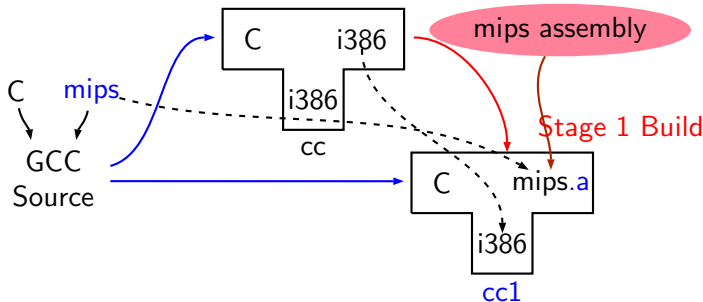 mips assembly
C i386
i386
cc
C mips
GCC
Source
Stage 1 Build
C mips.a
i386
cc1